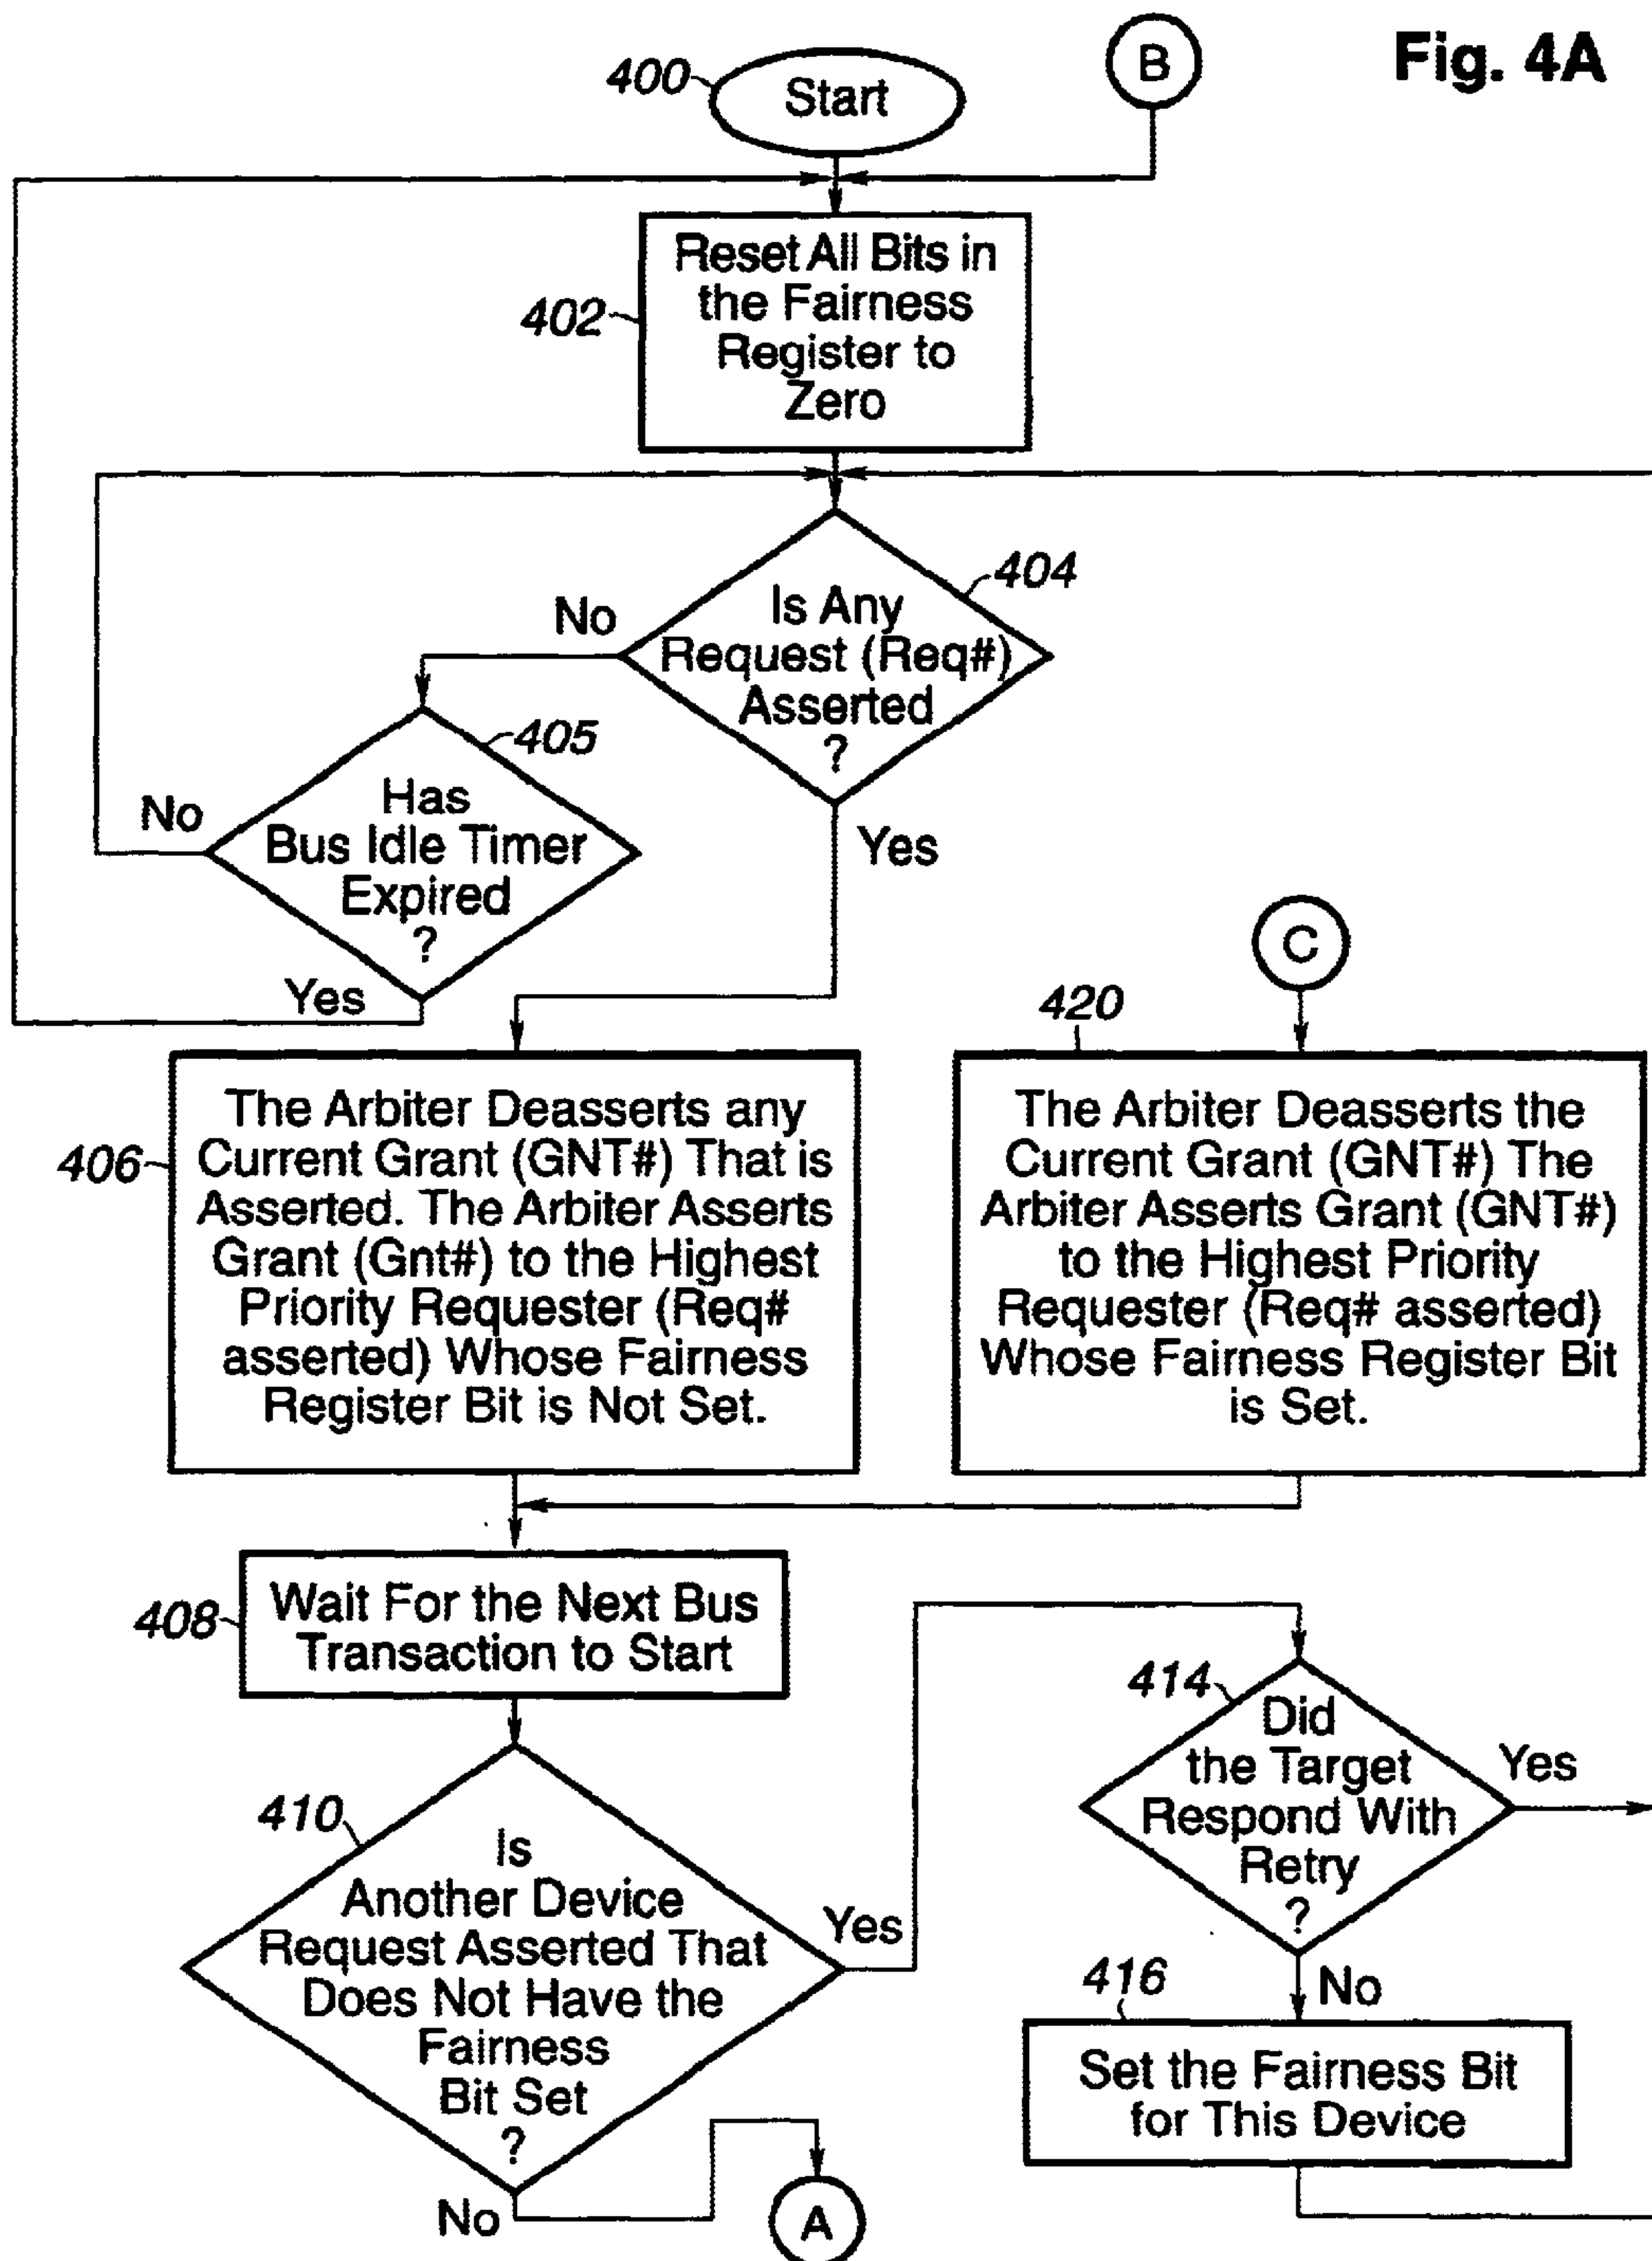 Fig. 4A
B
400
Start
402
Reset All Bits in
the Fairness
Register to
Zero
404
Is Any
Request (Req#)
Asserted
?
No
Yes
405
Has
Bus Idle Timer
Expired
?
No
Yes
C
406
The Arbiter Deasserts any
Current Grant (GNT#) That is
Asserted. The Arbiter Asserts
Grant (Gnt#) to the Highest
Priority Requester (Req#
asserted) Whose Fairness
Register Bit is Not Set.
420
The Arbiter Deasserts the
Current Grant (GNT#) The
Arbiter Asserts Grant (GNT#)
to the Highest Priority
Requester (Req# asserted)
Whose Fairness Register Bit
is Set.
408
Wait For the Next Bus
Transaction to Start
410
Is
Another Device
Request Asserted That
Does Not Have the
Fairness
Bit Set
?
Yes
No
A
414
Did
the Target
Respond With
Retry
?
Yes
No
416
Set the Fairness Bit
for This Device